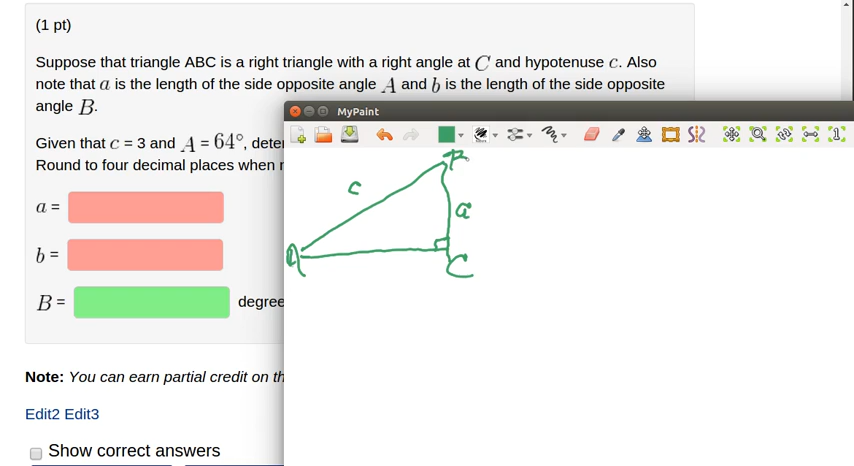 (1 pt)
Suppose that triangle ABC is a right triangle with a right angle at C and hypotenuse c. Also
note that a is the length of the side opposite angle A and b is the length of the side opposite
angle B.
MyPaint
Given that c = 3 and A = 64°, deter
Round to four decimal places when
a =
b =
B = degree
c
a
C
1
Note: You can earn partial credit on th
Edit2 Edit3
Show correct answers